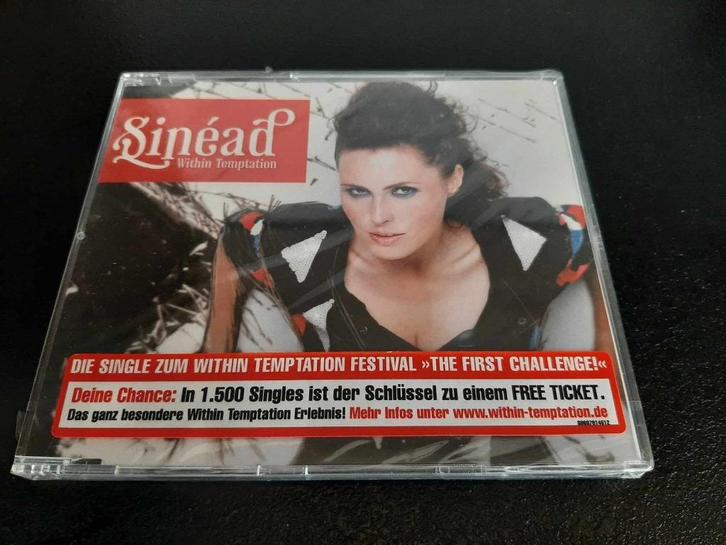 Sinéad
Within Temptation
DIE SINGLE ZUM WITHIN TEMPTATION FESTIVAL »THE FIRST CHALLENGE!«
Deine Chance: In 1.500 Singles ist der Schlüssel zu einem FREE TICKET.
Das ganz besondere Within Temptation Erlebnis! Mehr Infos unter www.within-temptation.de